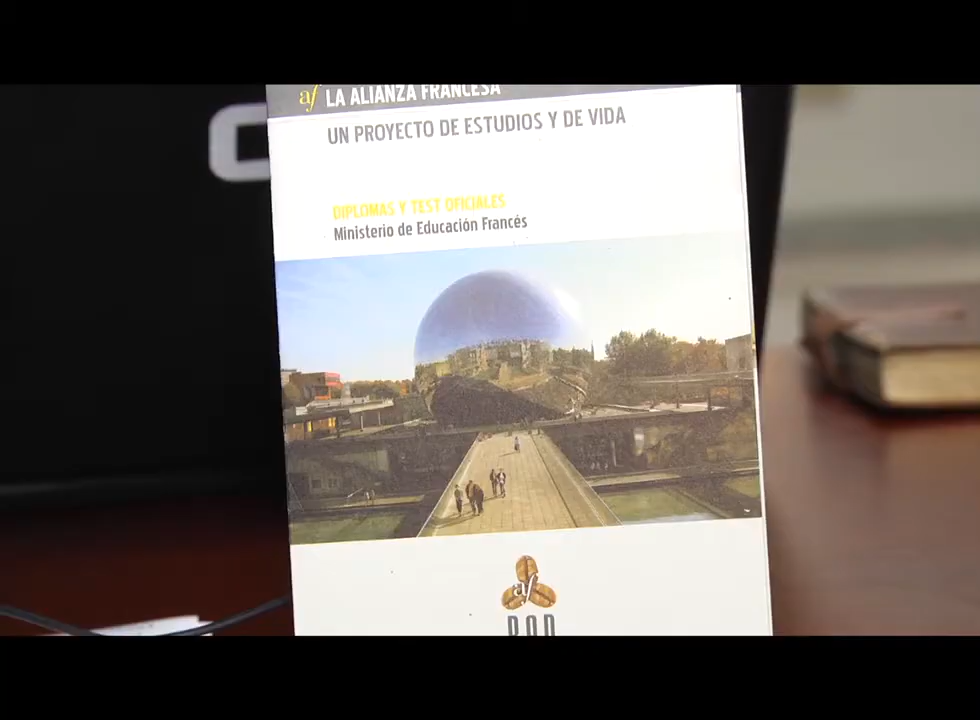 af LA ALIANZA FRANCESA
UN PROYECTO DE ESTUDIOS Y DE VIDA
DIPLOMAS Y TEST OFICIALES
Ministerio de Educación Francés
af